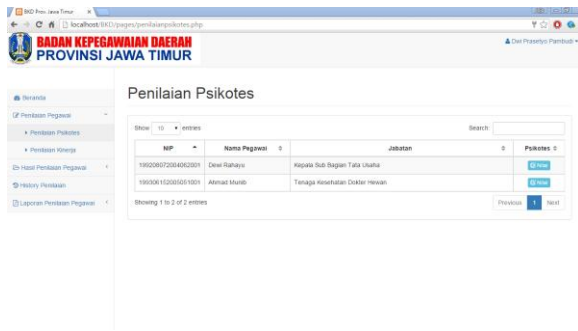 BKD Prov. Jawa Timur
localhost/BKD/pages/penilaianpsikotes.php
BADAN KEPEGAWAIAN DAERAH
PROVINSI JAWA TIMUR
Dwi Prasetyo Pambudi
Beranda
Penilaian Pegawai
Penilaian Psikotes
Penilaian Kinerja
Hasil Penilaian Pegawai
History Penilaian
Laporan Penilaian Pegawai
Penilaian Psikotes
Show 10 entries
Search:
NIP Nama Pegawai Jabatan Psikotes
199208072004062001 Dewi Rahayu Kepala Sub Bagian Tata Usaha New
199306152005051001 Ahmad Munib Tenaga Kesehatan Dokter Hewan New
Showing 1 to 2 of 2 entries
Previous 1 Next